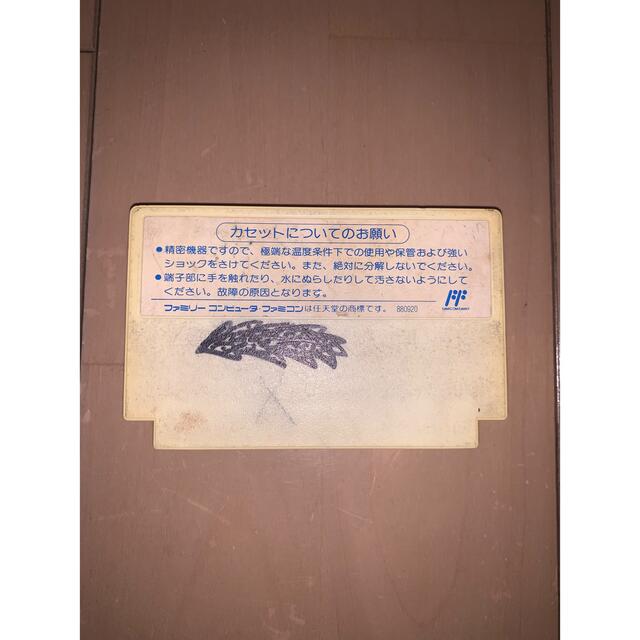 カセットについてのお願い
●精密機器ですので、極端な温度条件下での使用や保管および強い
ショックをさけてください。また、絶対に分解しないでください。
●端子部に手を触れたり、水にぬらしたりして汚さないようにして
ください。故障の原因となります。
ファミリーコンピュータ・ファミコンは任天堂の商標です。 880920